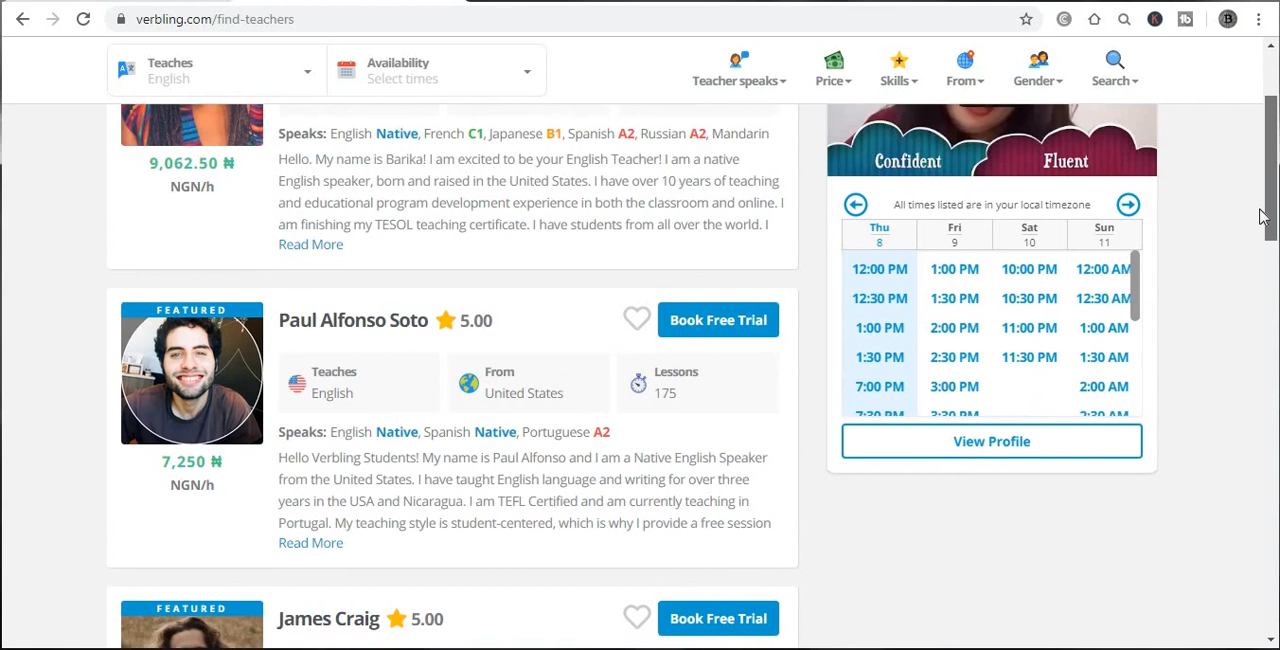 verbling.com/find-teachers
Teaches
English
Availability
Select times
Teacher speaks
Price
Skills
From
Gender
Search
9,062.50 ₦
NGN/h
Speaks: English Native, French C1, Japanese B1, Spanish A2, Russian A2, Mandarin
Hello. My name is Barika! I am excited to be your English Teacher! I am a native
English speaker, born and raised in the United States. I have over 10 years of teaching
and educational program development experience in both the classroom and online. I
am finishing my TESOL teaching certificate. I have students from all over the world. I
Read More
FEATURED
Paul Alfonso Soto 5.00
Book Free Trial
Teaches
English
From
United States
Lessons
175
7,250 ₦
NGN/h
Speaks: English Native, Spanish Native, Portuguese A2
Hello Verbling Students! My name is Paul Alfonso and I am a Native English Speaker
from the United States. I have taught English language and writing for over three
years in the USA and Nicaragua. I am TEFL Certified and am currently teaching in
Portugal. My teaching style is student-centered, which is why I provide a free session
Read More
FEATURED
James Craig 5.00
Book Free Trial
Confident Fluent
All times listed are in your local timezone
Thu Fri Sat Sun
8 9 10 11
12:00 PM 1:00 PM 10:00 PM 12:00 AM
12:30 PM 1:30 PM 10:30 PM 12:30 AM
1:00 PM 2:00 PM 11:00 PM 1:00 AM
1:30 PM 2:30 PM 11:30 PM 1:30 AM
7:00 PM 3:00 PM 2:00 AM
7:30 PM 3:30 PM 2:30 AM
View Profile